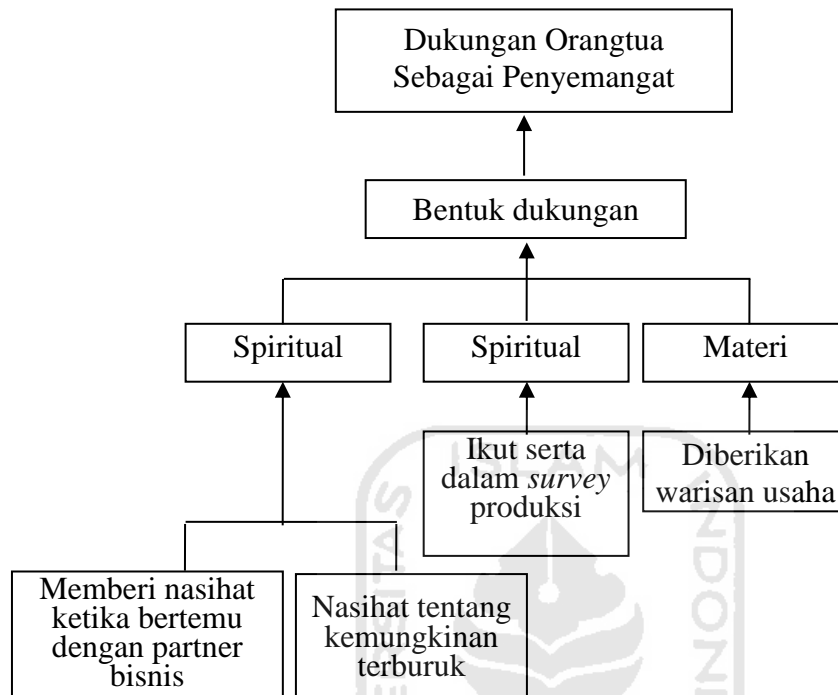 Dukungan Orangtua
Sebagai Penyemangat
Bentuk dukungan
Spiritual
Spiritual
Materi
Ikut serta
dalam survey
produksi
Diberikan
warisan usaha
Memberi nasihat
ketika bertemu
dengan partner
bisnis
Nasihat tentang
kemungkinan
terburuk
ISLAM